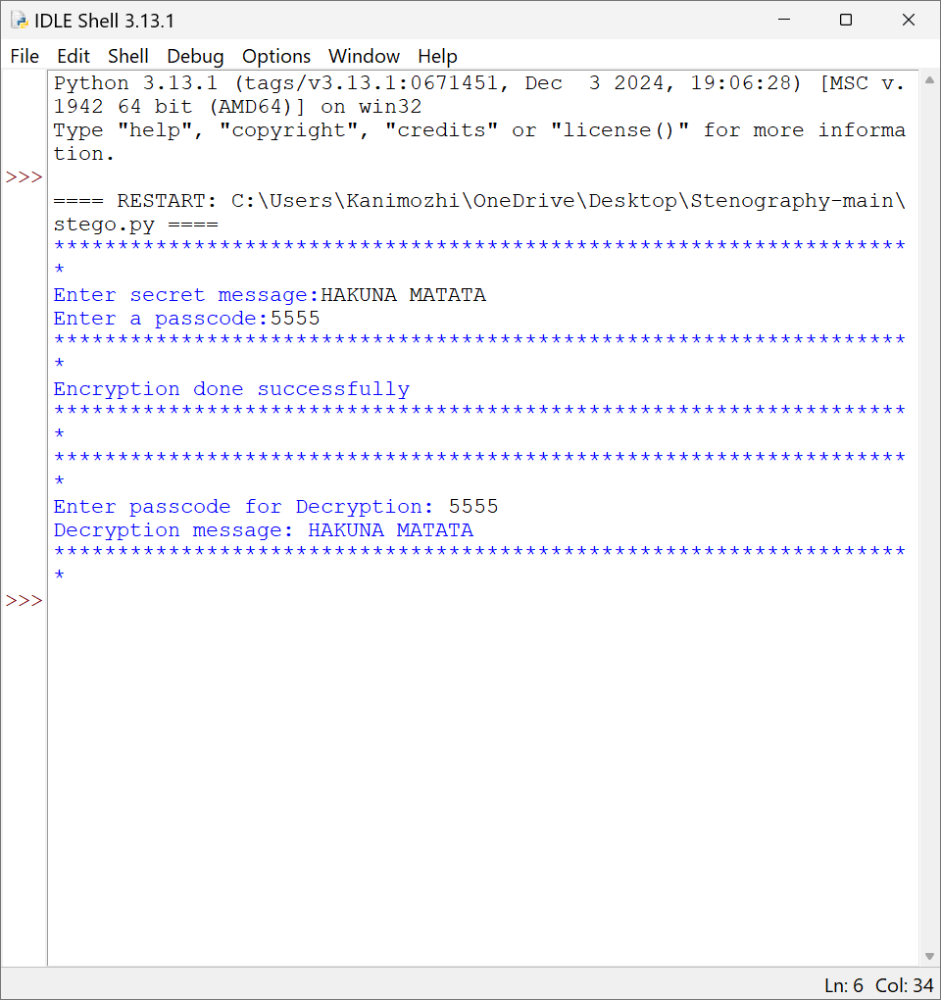 IDLE Shell 3.13.1
File Edit Shell Debug Options Window Help
Python 3.13.1 (tags/v3.13.1:0671451, Dec  3 2024, 19:06:28) [MSC v.
1942 64 bit (AMD64)] on win32
Type "help", "copyright", "credits" or "license()" for more informa
tion.
>>>
==== RESTART: C:\Users\Kanimozhi\OneDrive\Desktop\Stenography-main\
stego.py ====
*******************************************************************
*
Enter secret message:HAKUNA MATATA
Enter a passcode:5555
*******************************************************************
*
Encryption done successfully
*******************************************************************
*
*******************************************************************
*
Enter passcode for Decryption: 5555
Decryption message: HAKUNA MATATA
*******************************************************************
*
>>>
Ln: 6 Col: 34